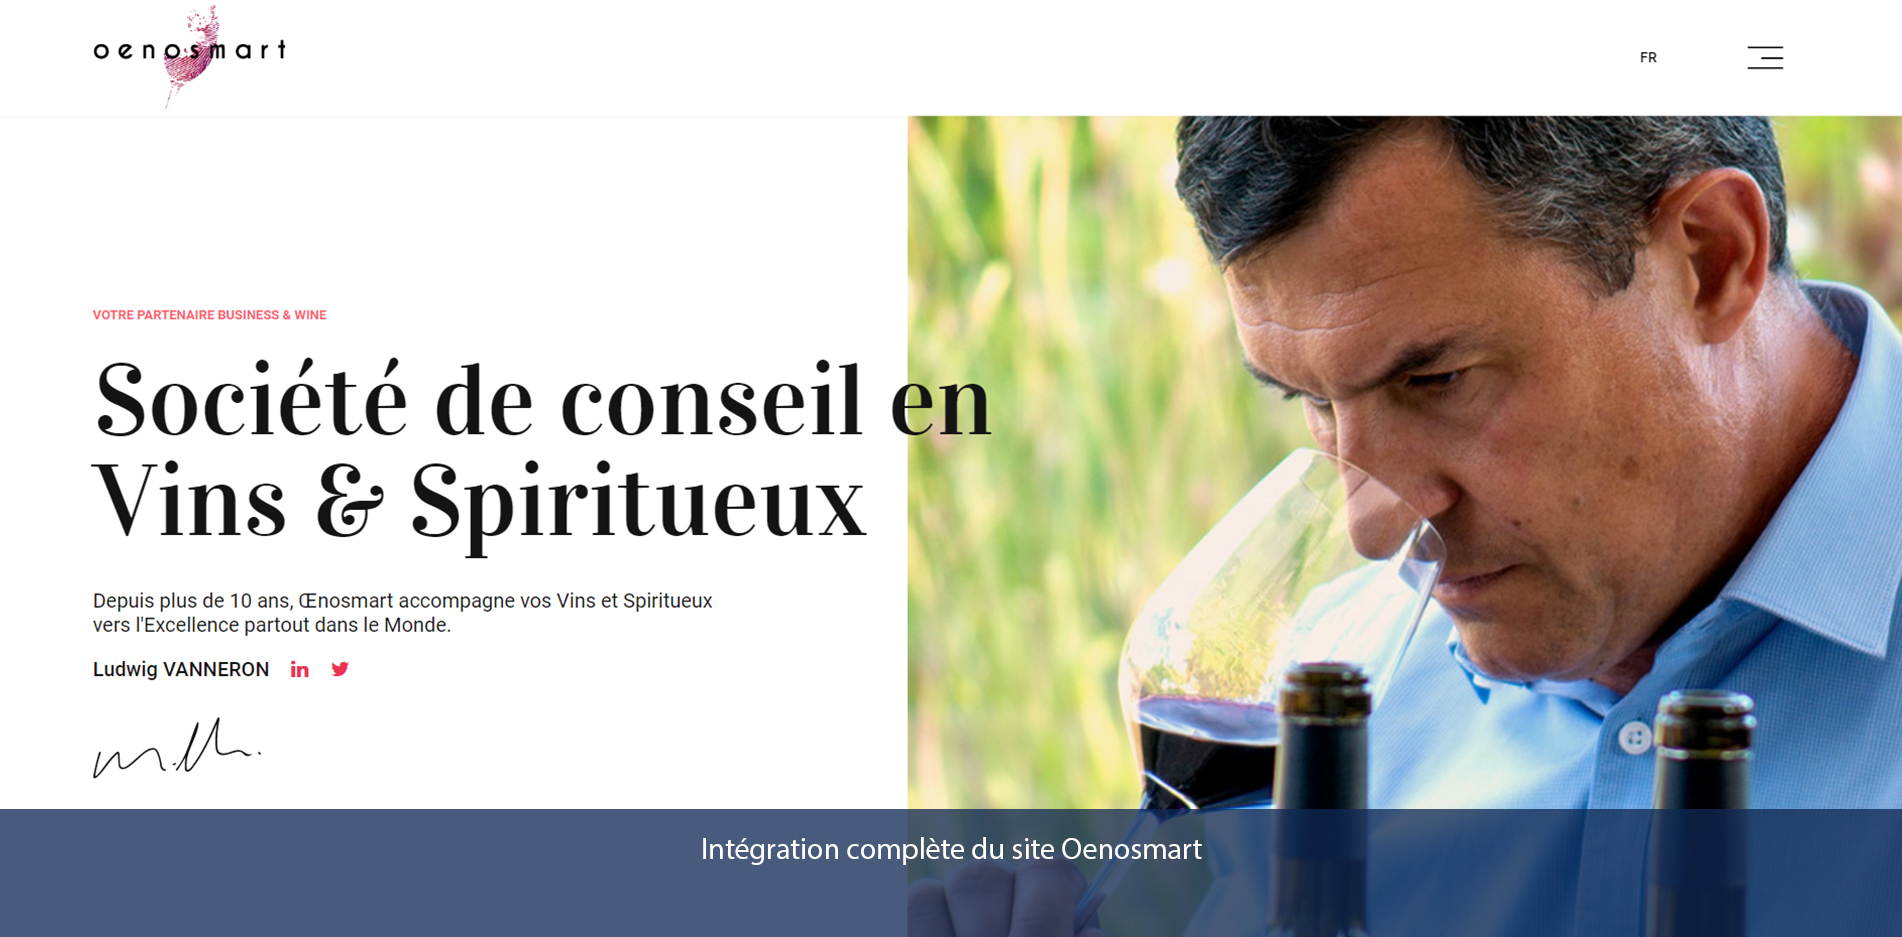 oenosmart
FR
VOTRE PARTENAIRE BUSINESS & WINE
Société de conseil en
Vins & Spiritueux
Depuis plus de 10 ans, Œnosmart accompagne vos Vins et Spiritueux
vers l'Excellence partout dans le Monde.
Ludwig VANNERON in
Intégration complète du site Oenosmart